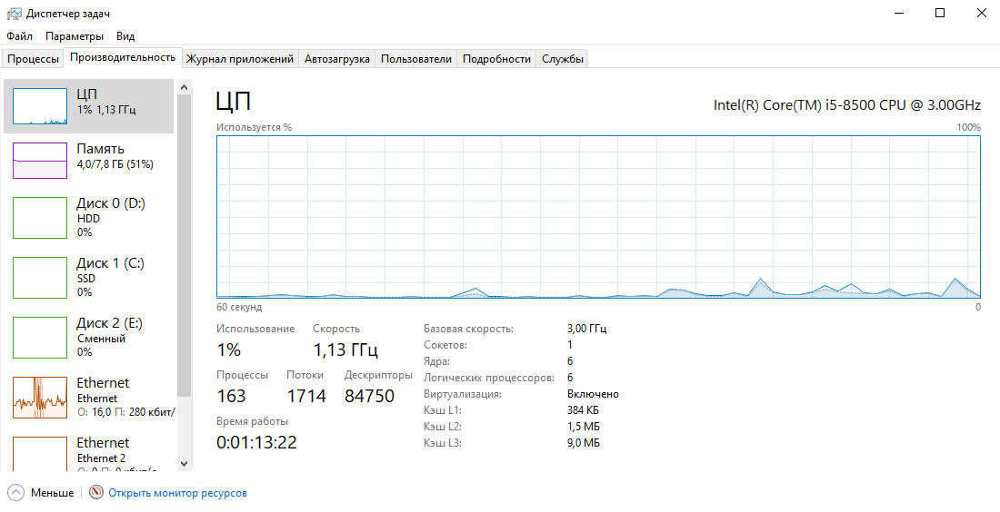 Диспетчер задач
Файл Параметры Вид
Процессы Производительность Журнал приложений Автозагрузка Пользователи Подробности Службы
ЦП
1% 1,13 ГГц
Память
4,0/7,8 ГБ (51%)
Диск 0 (D:)
HDD
0%
Диск 1 (C:)
SSD
0%
Диск 2 (E:)
Сменный
0%
Ethernet
Ethernet
О: 16,0 П: 280 кбит/
Ethernet
Ethernet 2
О: 0 П: 0 кбит/с
ЦП
Intel(R) Core(TM) i5-8500 CPU @ 3.00GHz
Используется % 100%
60 секунд 0
Использование Скорость
1% 1,13 ГГц
Процессы Потоки Дескрипторы
163 1714 84750
Время работы
0:01:13:22
Базовая скорость: 3,00 ГГц
Сокетов: 1
Ядра: 6
Логических процессоров: 6
Виртуализация: Включено
Кэш L1: 384 КБ
Кэш L2: 1,5 МБ
Кэш L3: 9,0 МБ
Меньше Открыть монитор ресурсов